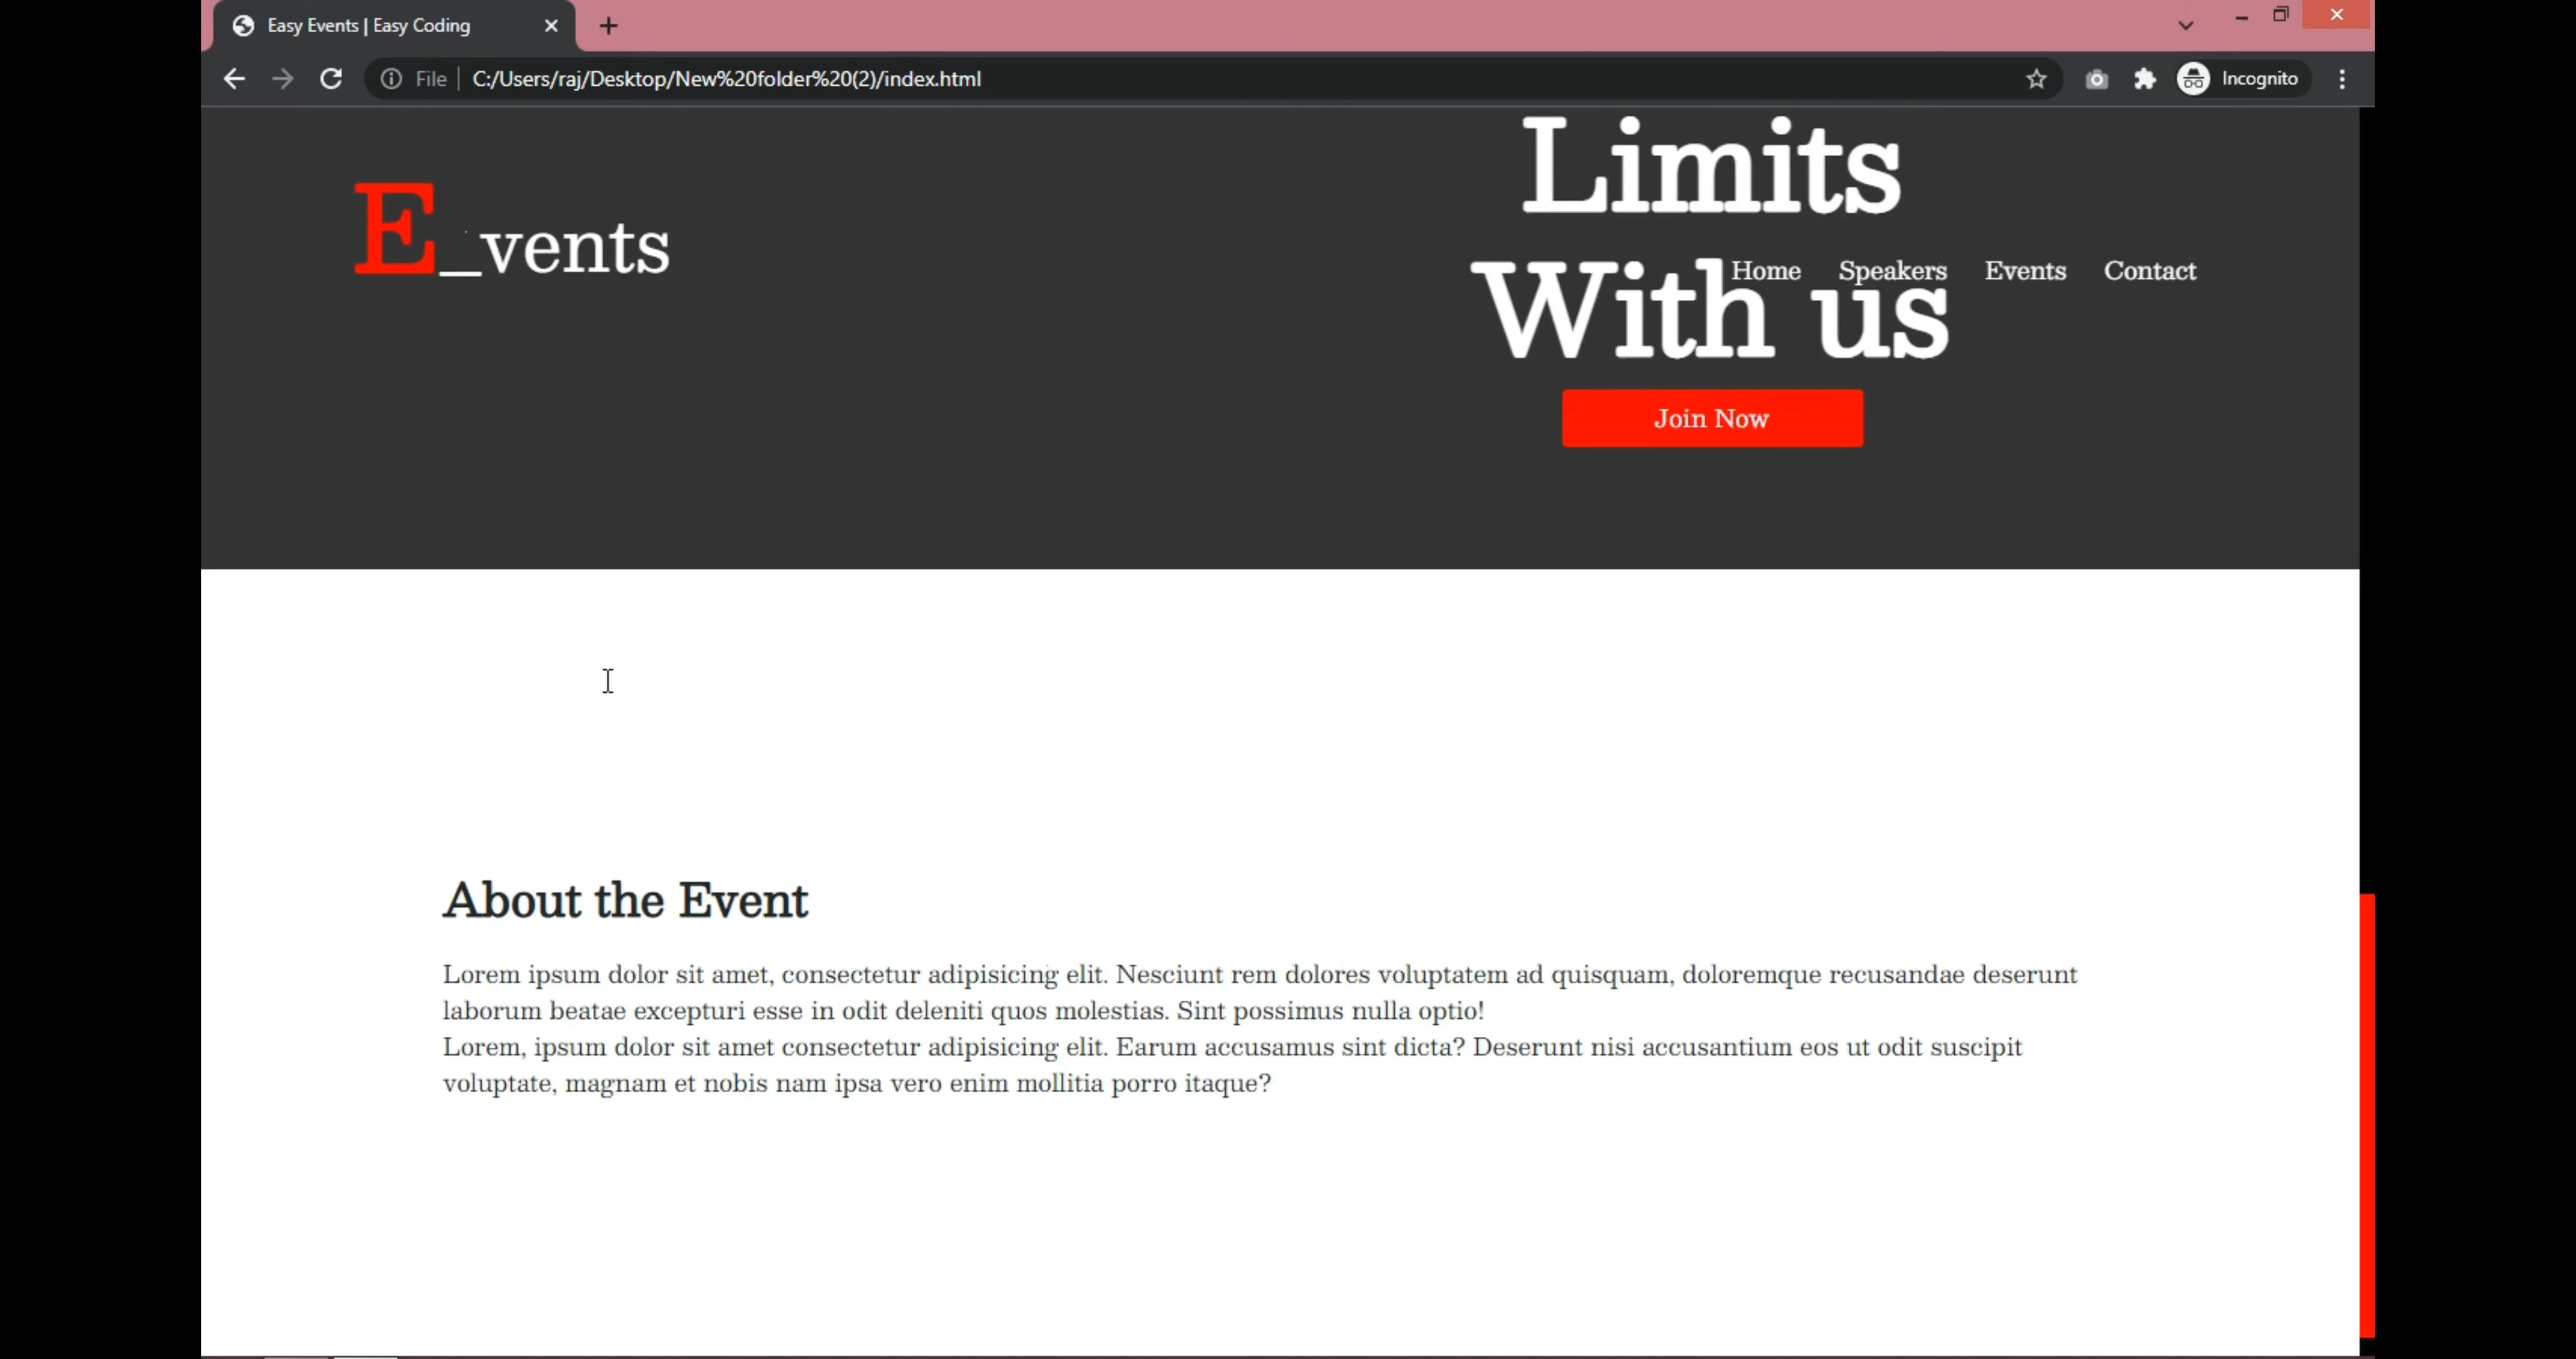 Easy Events | Easy Coding
File C:/Users/raj/Desktop/New%20folder%20(2)/index.html
Incognito
Limits
E_vents
Home Speakers Events Contact
With us
Join Now
About the Event
Lorem ipsum dolor sit amet, consectetur adipisicing elit. Nesciunt rem dolores voluptatem ad quisquam, doloremque recusandae deserunt
laborum beatae excepturi esse in odit deleniti quos molestias. Sint possimus nulla optio!
Lorem, ipsum dolor sit amet consectetur adipisicing elit. Earum accusamus sint dicta? Deserunt nisi accusantium eos ut odit suscipit
voluptate, magnam et nobis nam ipsa vero enim mollitia porro itaque?